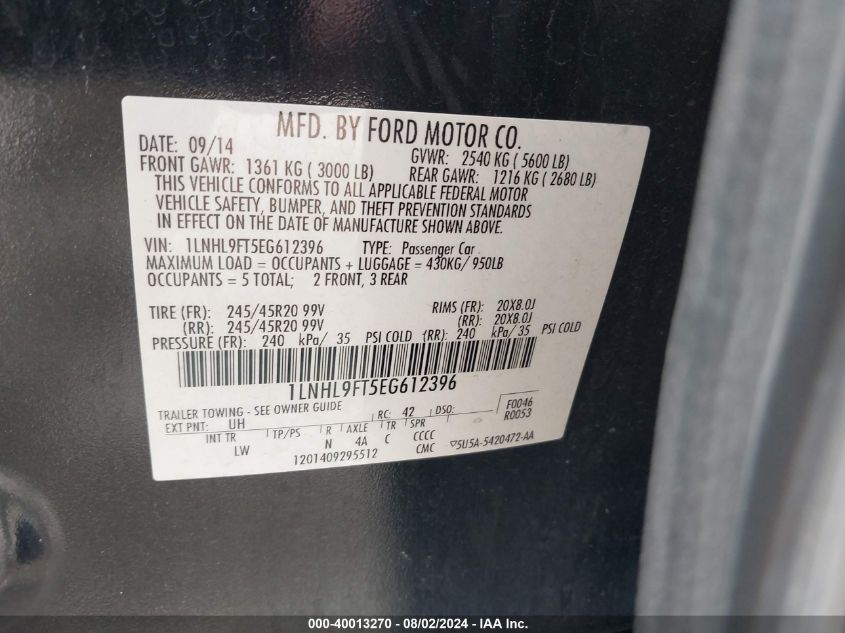 MFD. BY FORD MOTOR CO.
DATE: 09/14 GVWR: 2540 KG ( 5600 LB)
FRONT GAWR: 1361 KG ( 3000 LB) REAR GAWR: 1216 KG ( 2680 LB)
THIS VEHICLE CONFORMS TO ALL APPLICABLE FEDERAL MOTOR
VEHICLE SAFETY, BUMPER, AND THEFT PREVENTION STANDARDS
IN EFFECT ON THE DATE OF MANUFACTURE SHOWN ABOVE.
VIN: 1LNHL9FT5EG612396 TYPE: Passenger Car
MAXIMUM LOAD = OCCUPANTS + LUGGAGE = 430KG/ 950LB
OCCUPANTS = 5 TOTAL; 2 FRONT, 3 REAR
TIRE (FR): 245/45R20 99V RIMS (FR): 20X8.0J
(RR): 245/45R20 99V (RR): 20X8.0J
PRESSURE (FR): 240 kPa/ 35 PSI COLD (RR): 240 kPa/ 35 PSI COLD
1LNHL9FT5EG612396
TRAILER TOWING - SEE OWNER GUIDE RC: 42 DSO: F0046
EXT PNT: UH R0053
INT TR TP/PS R AXLE TR SPR
LW N 4A C CCCC
1201409295512 CMC ▽5U5A-5420472-AA
000-40013270 - 08/02/2024 - IAA Inc.